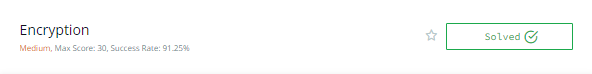 Encryption
Solved
Medium, Max Score: 30, Success Rate: 91.25%